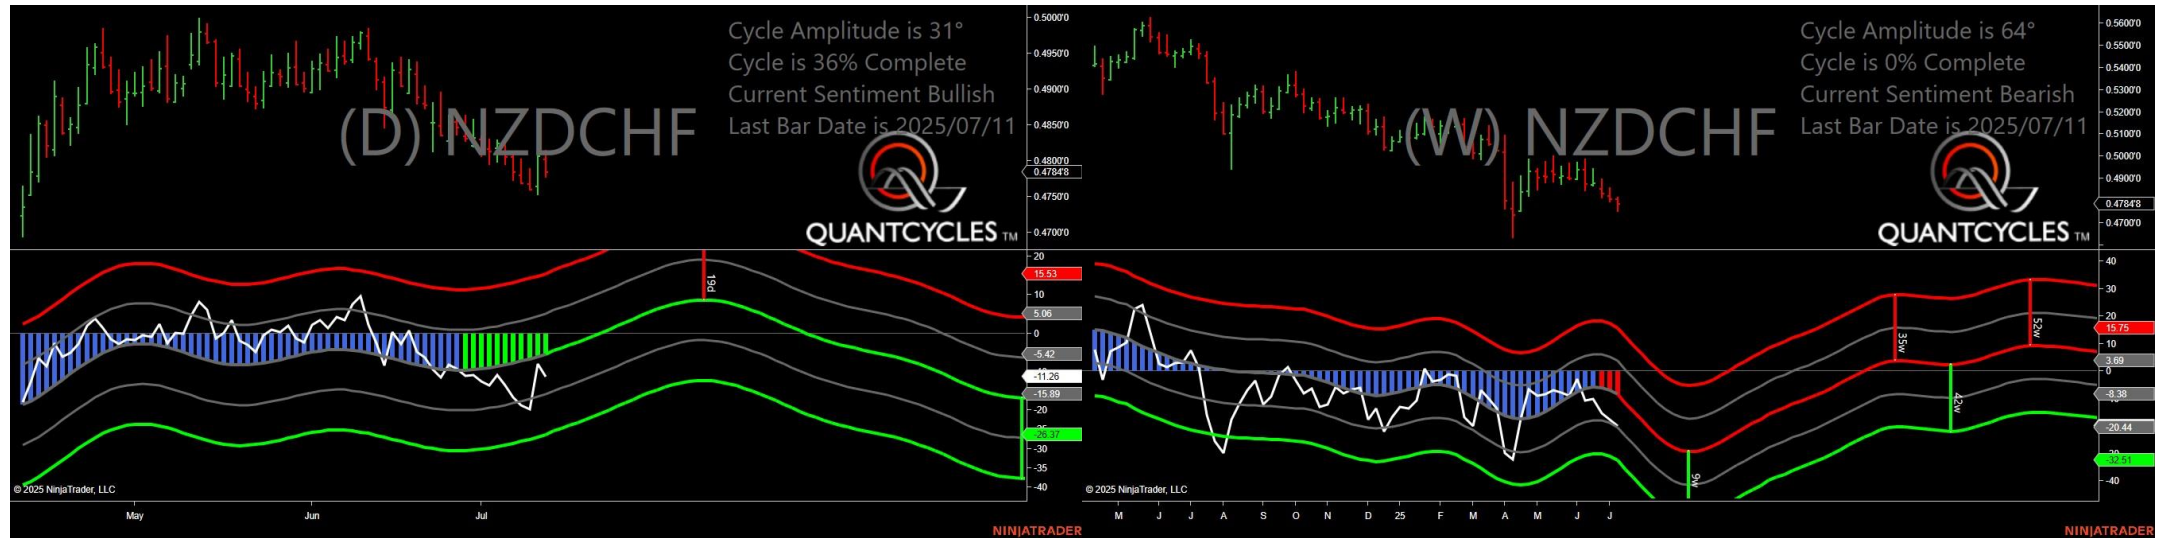 Cycle Amplitude is 31°
Cycle is 36% Complete
Current Sentiment Bullish
Last Bar Date is 2025/07/11
(D) NZDCHF
QUANTCYCLES TM
0.5000'0
0.4950'0
0.4900'0
0.4850'0
0.4800'0
0.4784'8
0.4750'0
0.4700'0
20
15.53
10
5.06
0
-5.42
-11.26
-15.89
-20
-26.37
-30
-35
-40
19d
© 2025 NinjaTrader, LLC
May
Jun
Jul
NINJATRADER
Cycle Amplitude is 64°
Cycle is 0% Complete
Current Sentiment Bearish
Last Bar Date is 2025/07/11
(W) NZDCHF
QUANTCYCLES TM
0.5600'0
0.5500'0
0.5400'0
0.5300'0
0.5200'0
0.5100'0
0.5000'0
0.4900'0
0.4784'8
0.4700'0
40
30
20
15.75
10
3.69
0
-8.38
-20.44
-32.51
-40
9w
35w
42w
52w
© 2025 NinjaTrader, LLC
M
J
J
A
S
O
N
D
25
F
M
A
M
J
J
NINJATRADER